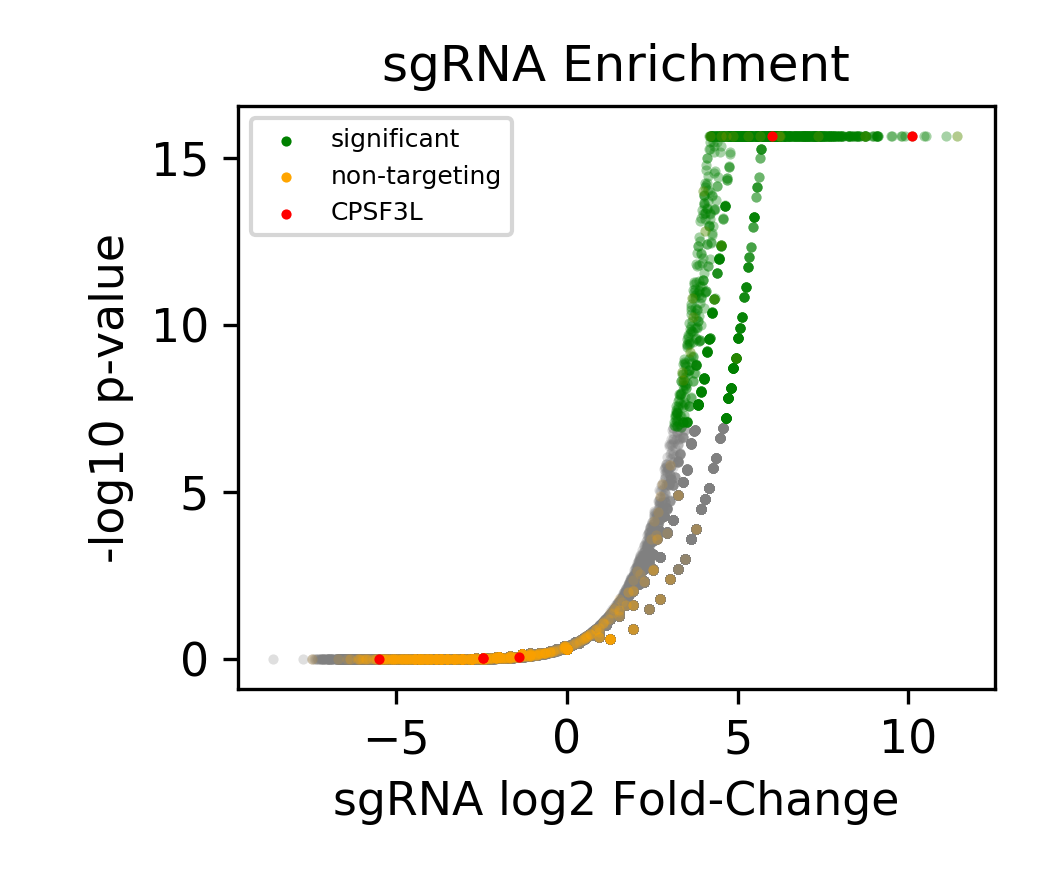 sgRNA Enrichment
significant
non-targeting
CPSF3L
15
10
5
0
-log10 p-value
−5 0 5 10
sgRNA log2 Fold-Change